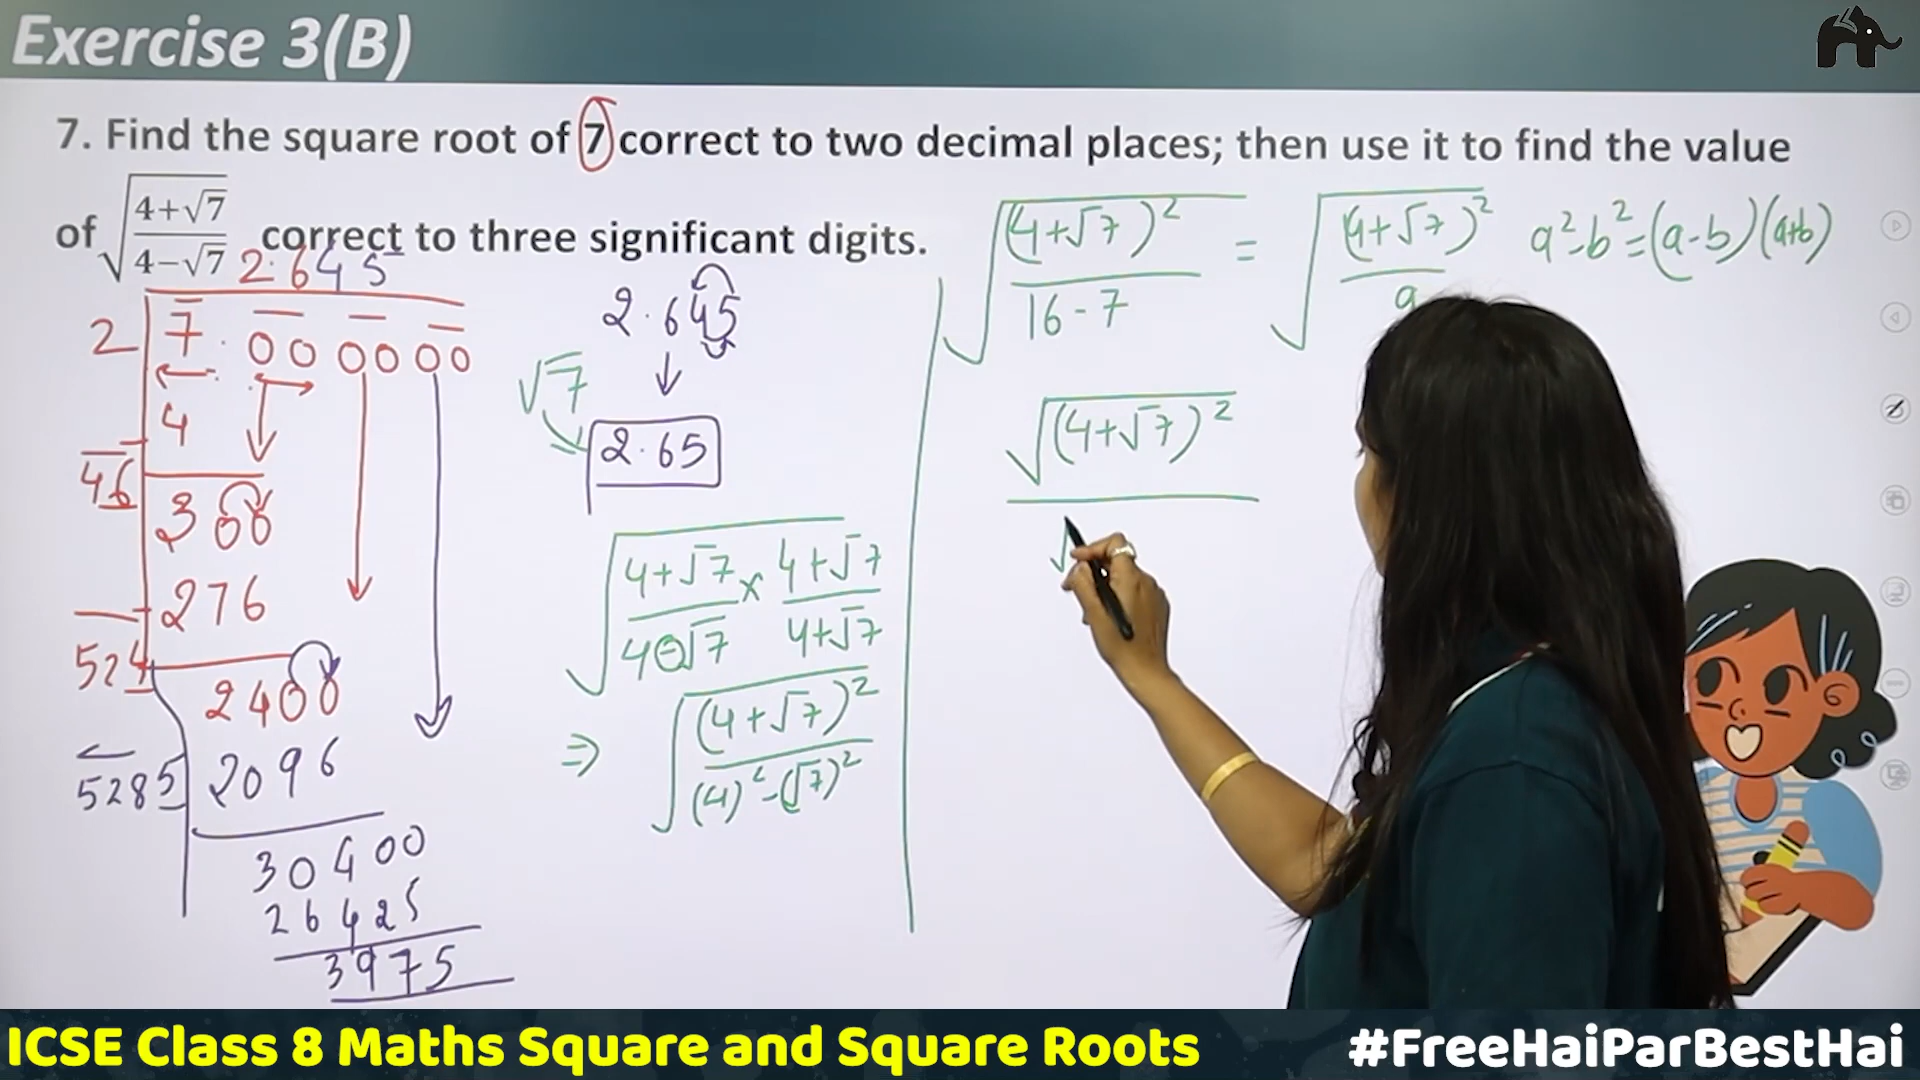 Exercise 3(B)
7. Find the square root of 7 correct to two decimal places; then use it to find the value
of √((4+√7)/(4−√7)) correct to three significant digits.
2.645
2 | 7.00 00 00
4
46 | 300
276
524 | 2400
2096
5285 | 30400
26425
3975
2.645
↓
√7
2.65
√((4+√7)/(4-√7) × (4+√7)/(4+√7))
⇒ √((4+√7)²/((4)²-(√7)²))
√((4+√7)²/(16-7)) = √((4+√7)²/9)
a²-b²=(a-b)(a+b)
√(4+√7)²
√
ICSE Class 8 Maths Square and Square Roots
#FreeHaiParBestHai